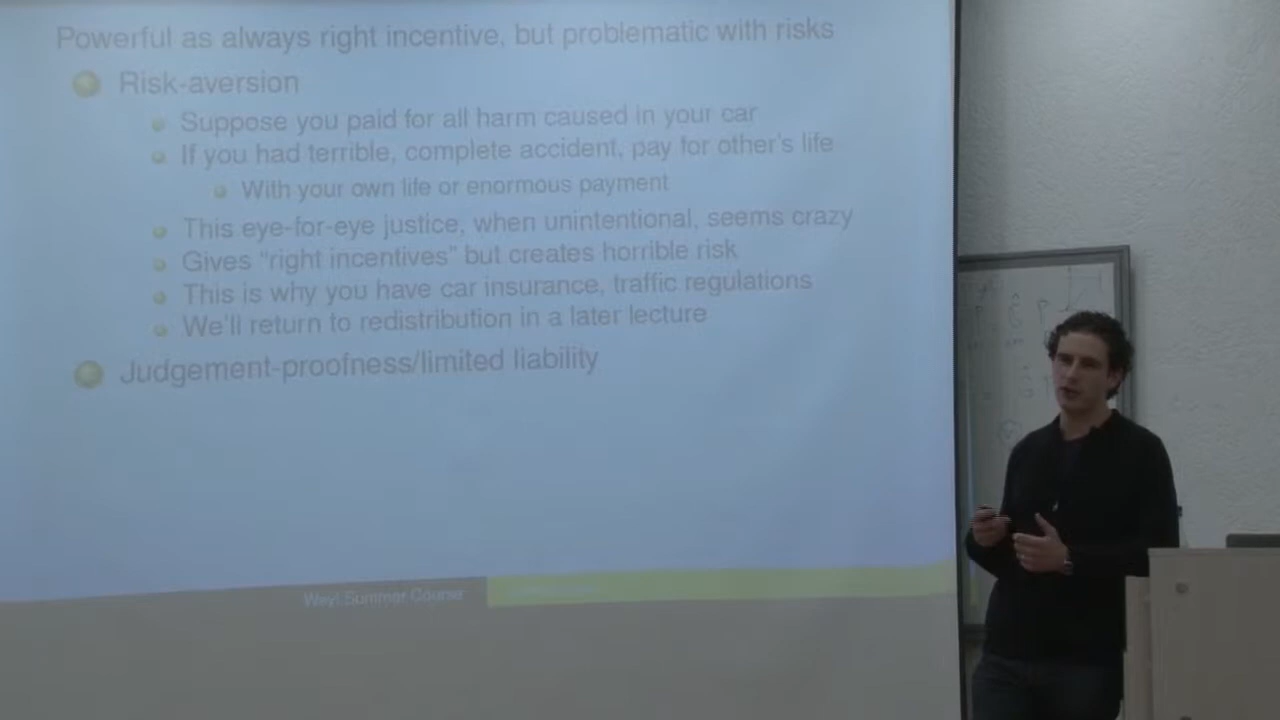 Powerful as always right incentive, but problematic with risks
Risk-aversion
Suppose you paid for all harm caused in your car
If you had terrible, complete accident, pay for other's life
With your own life or enormous payment
This eye-for-eye justice, when unintentional, seems crazy
Gives "right incentives" but creates horrible risk
This is why you have car insurance, traffic regulations
We'll return to redistribution in a later lecture
Judgement-proofness/limited liability
Weyl Summer Course